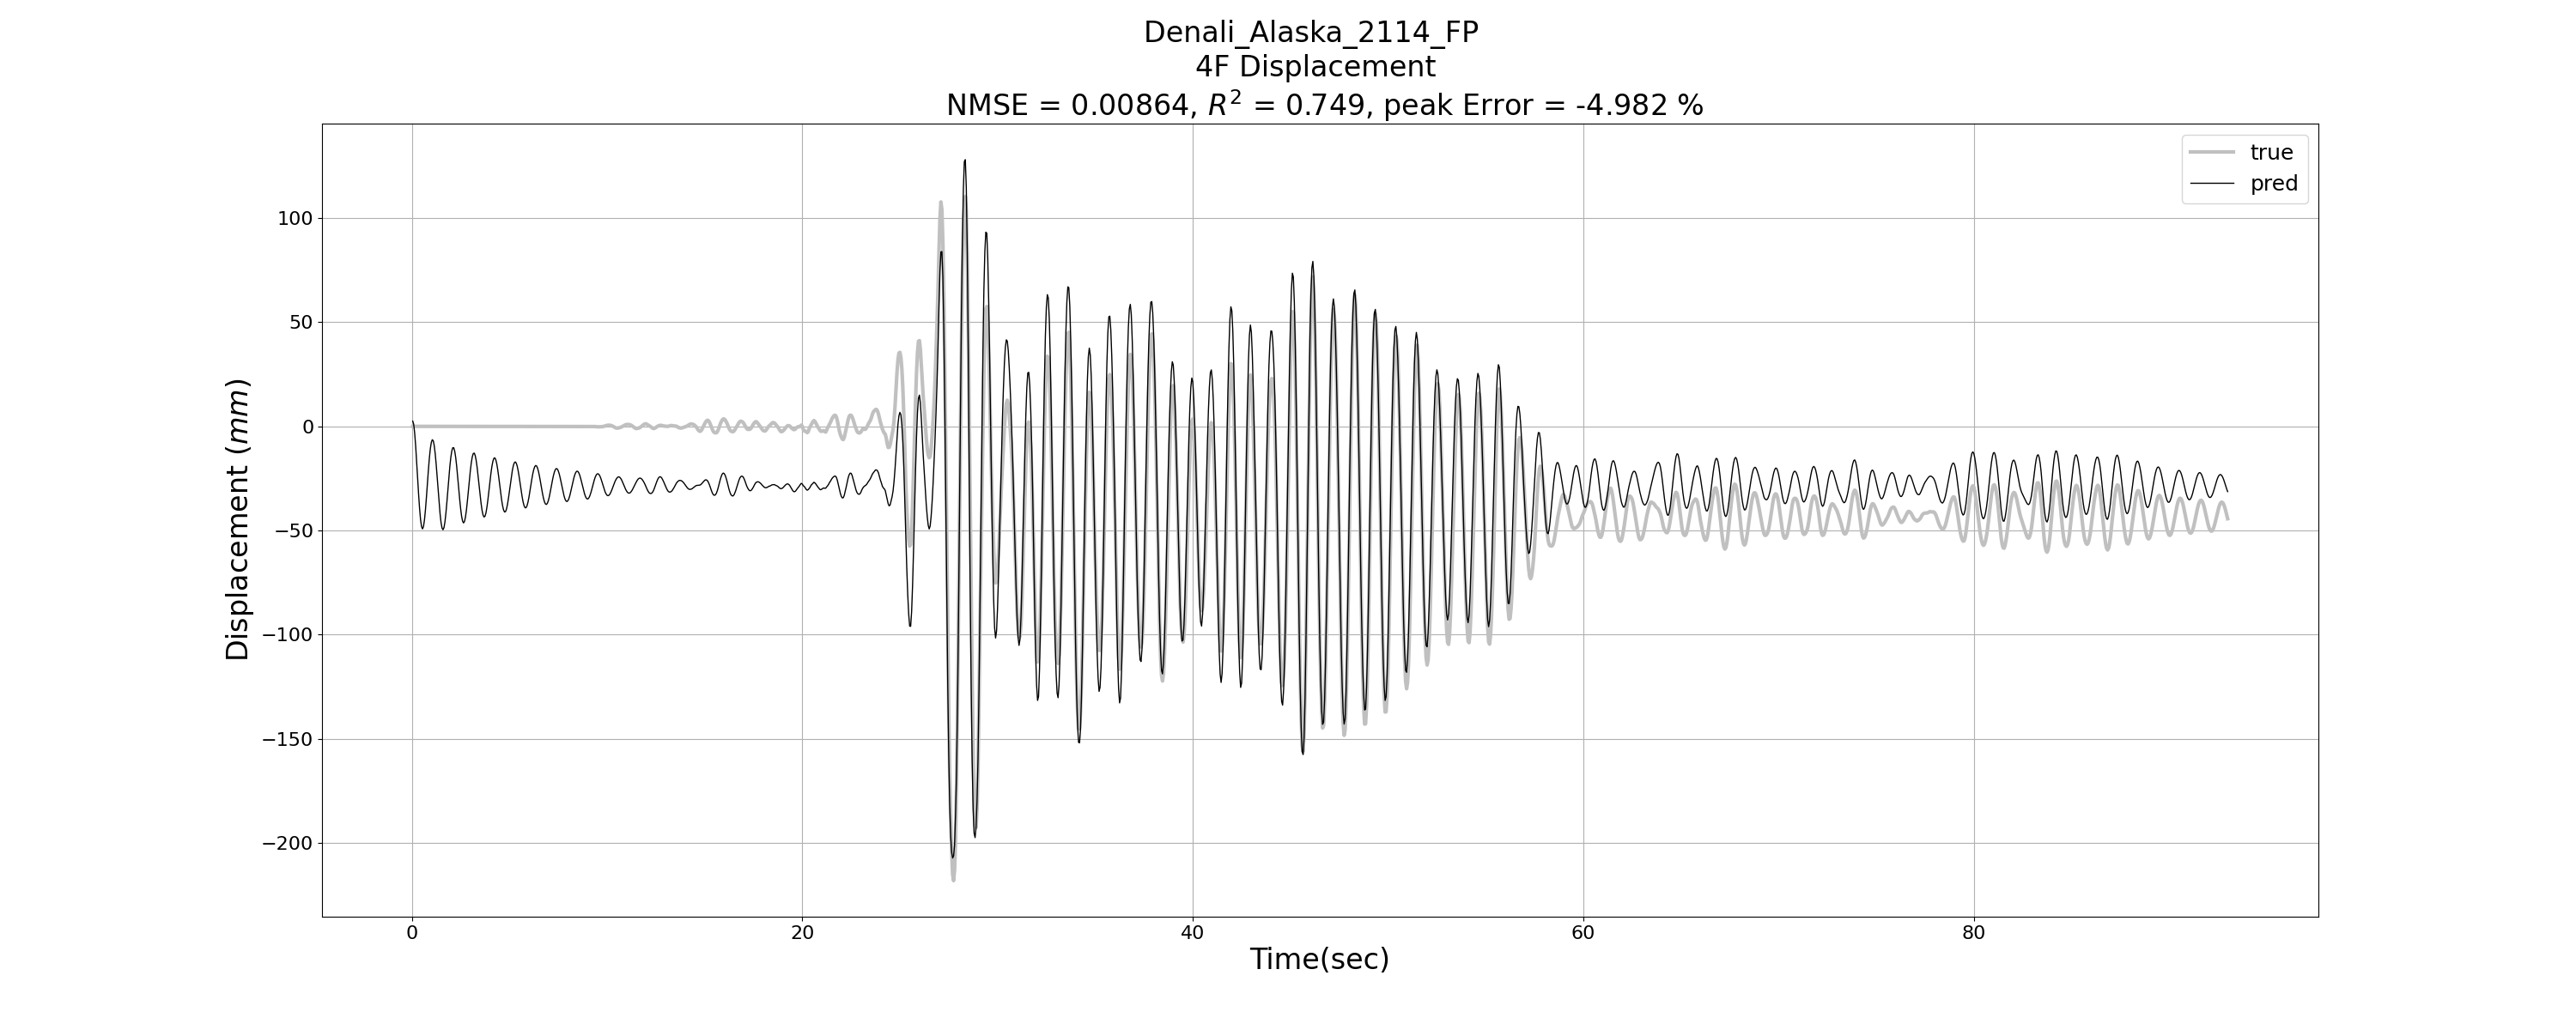 Denali_Alaska_2114_FP
4F Displacement
NMSE = 0.00864, R² = 0.749, peak Error = -4.982 %
true
pred
100
50
0
−50
−100
−150
−200
Displacement (mm)
0 20 40 60 80
Time(sec)